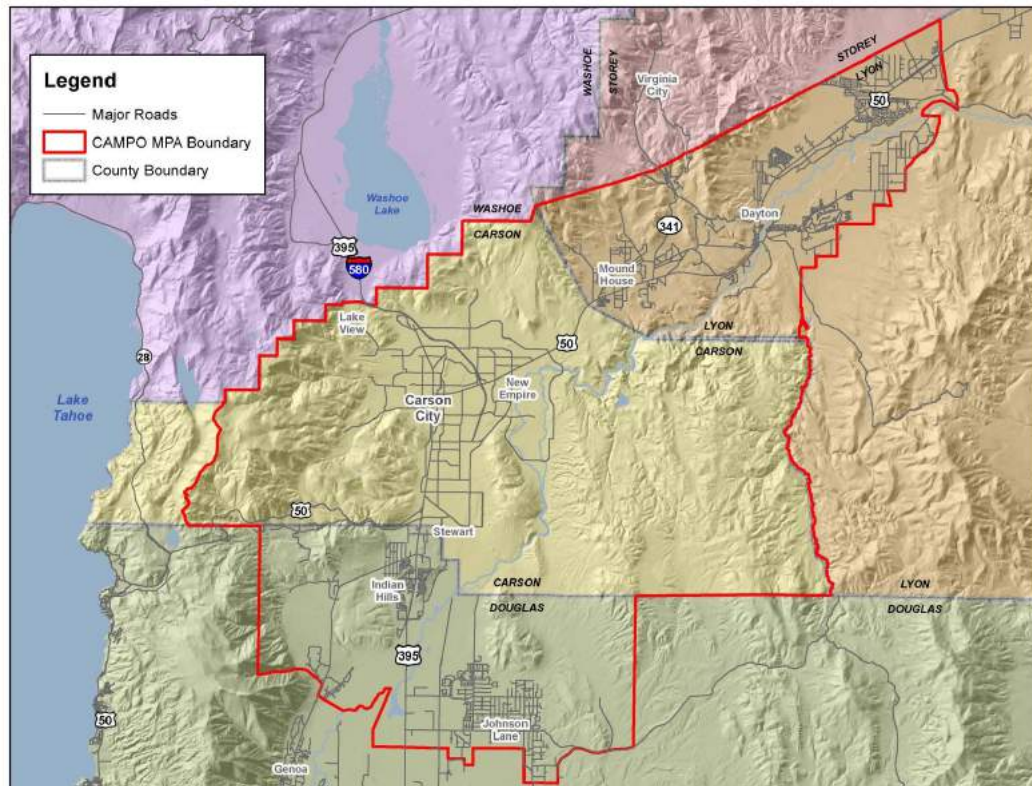 Legend
Major Roads
CAMPO MPA Boundary
County Boundary
WASHOE
STOREY
Virginia
City
STOREY
LYON
50
Washoe
Lake
WASHOE
CARSON
395
580
341
Dayton
Mound
House
Lake
View
50
LYON
CARSON
28
Lake
Tahoe
New
Empire
Carson
City
50
Stewart
Indian
Hills
CARSON
DOUGLAS
LYON
DOUGLAS
395
50
Johnson
Lane
Genoa